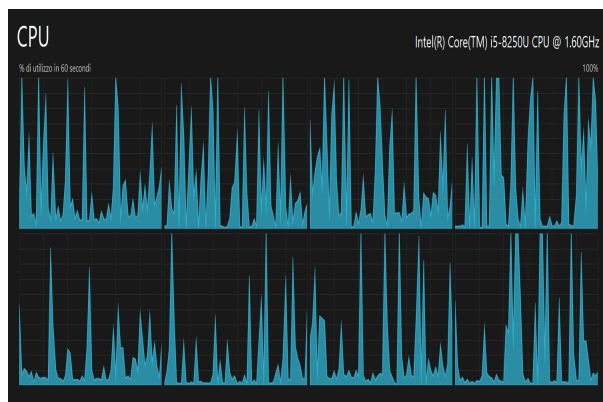 CPU
Intel(R) Core(TM) i5-8250U CPU @ 1.60GHz
% di utilizzo in 60 secondi
100%